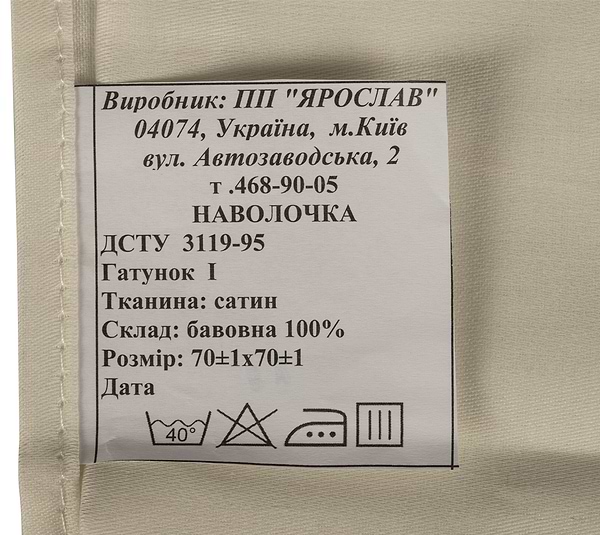 Виробник: ПП "ЯРОСЛАВ"
04074, Україна, м.Київ
вул. Автозаводська, 2
т .468-90-05
НАВОЛОЧКА
ДСТУ 3119-95
Гатунок I
Тканина: сатин
Склад: бавовна 100%
Розмір: 70±1х70±1
Дата
40°